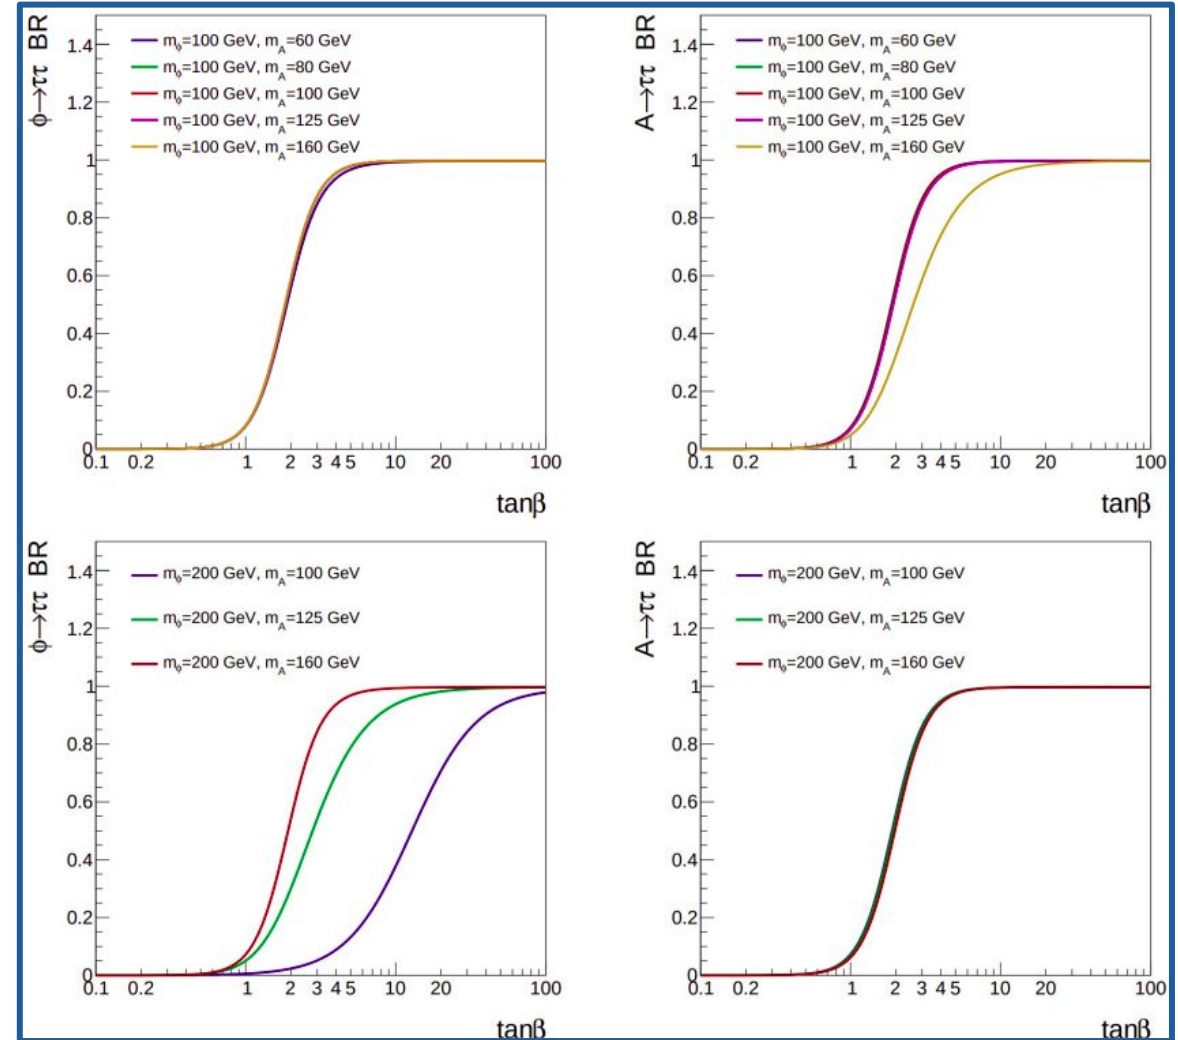 ϕ→ττ BR
1.4
1.2
1
0.8
0.6
0.4
0.2
0
m_ϕ=100 GeV, m_A=60 GeV
m_ϕ=100 GeV, m_A=80 GeV
m_ϕ=100 GeV, m_A=100 GeV
m_ϕ=100 GeV, m_A=125 GeV
m_ϕ=100 GeV, m_A=160 GeV
0.1 0.2 1 2 3 4 5 10 20 100
tanβ
A→ττ BR
1.4
1.2
1
0.8
0.6
0.4
0.2
0
m_ϕ=100 GeV, m_A=60 GeV
m_ϕ=100 GeV, m_A=80 GeV
m_ϕ=100 GeV, m_A=100 GeV
m_ϕ=100 GeV, m_A=125 GeV
m_ϕ=100 GeV, m_A=160 GeV
0.1 0.2 1 2 3 4 5 10 20 100
tanβ
ϕ→ττ BR
1.4
1.2
1
0.8
0.6
0.4
0.2
0
m_ϕ=200 GeV, m_A=100 GeV
m_ϕ=200 GeV, m_A=125 GeV
m_ϕ=200 GeV, m_A=160 GeV
0.1 0.2 1 2 3 4 5 10 20 100
tanβ
A→ττ BR
1.4
1.2
1
0.8
0.6
0.4
0.2
0
m_ϕ=200 GeV, m_A=100 GeV
m_ϕ=200 GeV, m_A=125 GeV
m_ϕ=200 GeV, m_A=160 GeV
0.1 0.2 1 2 3 4 5 10 20 100
tanβ